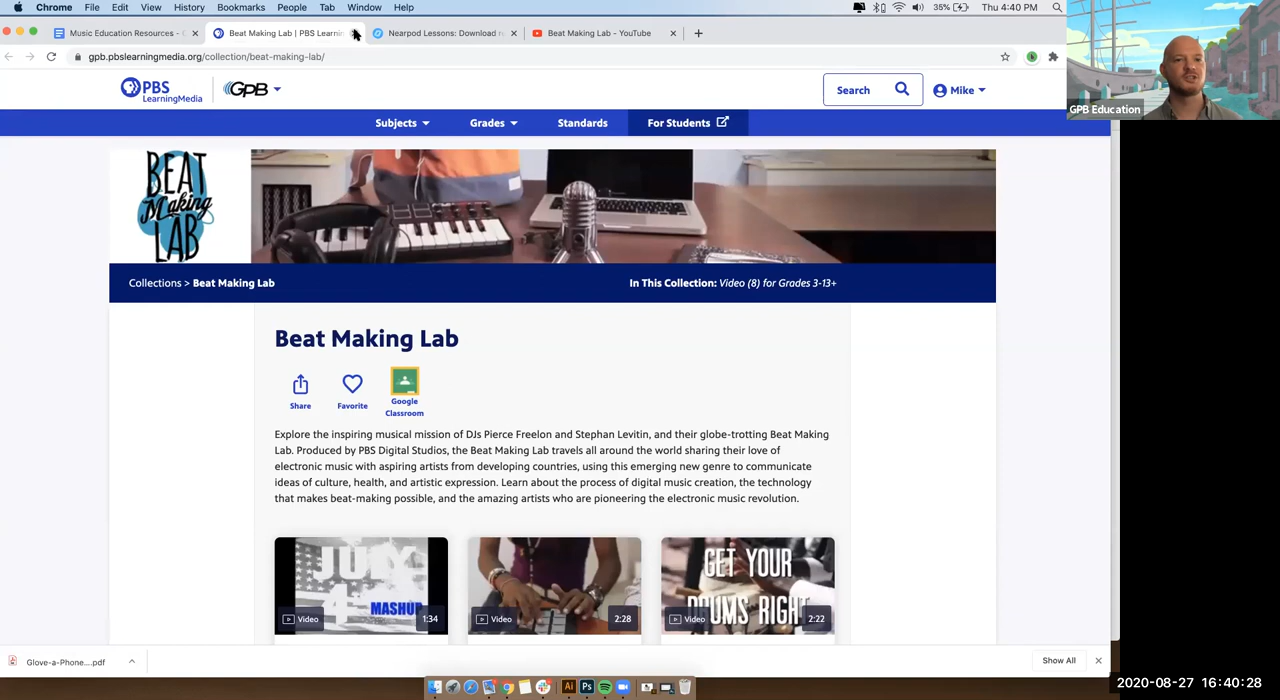 Chrome File Edit View History Bookmarks People Tab Window Help 35% Thu 4:40 PM
Music Education Resources - Beat Making Lab | PBS Learnin Nearpod Lessons: Download r Beat Making Lab - YouTube
gpb.pbslearningmedia.org/collection/beat-making-lab/
PBS LearningMedia GPB Search Mike
GPB Education
Subjects Grades Standards For Students
BEAT
Making
LAB
Collections > Beat Making Lab In This Collection: Video (8) for Grades 3-13+
Beat Making Lab
Share Favorite Google
Classroom
Explore the inspiring musical mission of DJs Pierce Freelon and Stephan Levitin, and their globe-trotting Beat Making
Lab. Produced by PBS Digital Studios, the Beat Making Lab travels all around the world sharing their love of
electronic music with aspiring artists from developing countries, using this emerging new genre to communicate
ideas of culture, health, and artistic expression. Learn about the process of digital music creation, the technology
that makes beat-making possible, and the amazing artists who are pioneering the electronic music revolution.
JULY
MASHUP
Video 1:34
Video 2:28
GET YOUR
DRUMS RIGHT
Video 2:22
Glove-a-Phone....pdf Show All
Ai Ps
2020-08-27 16:40:28